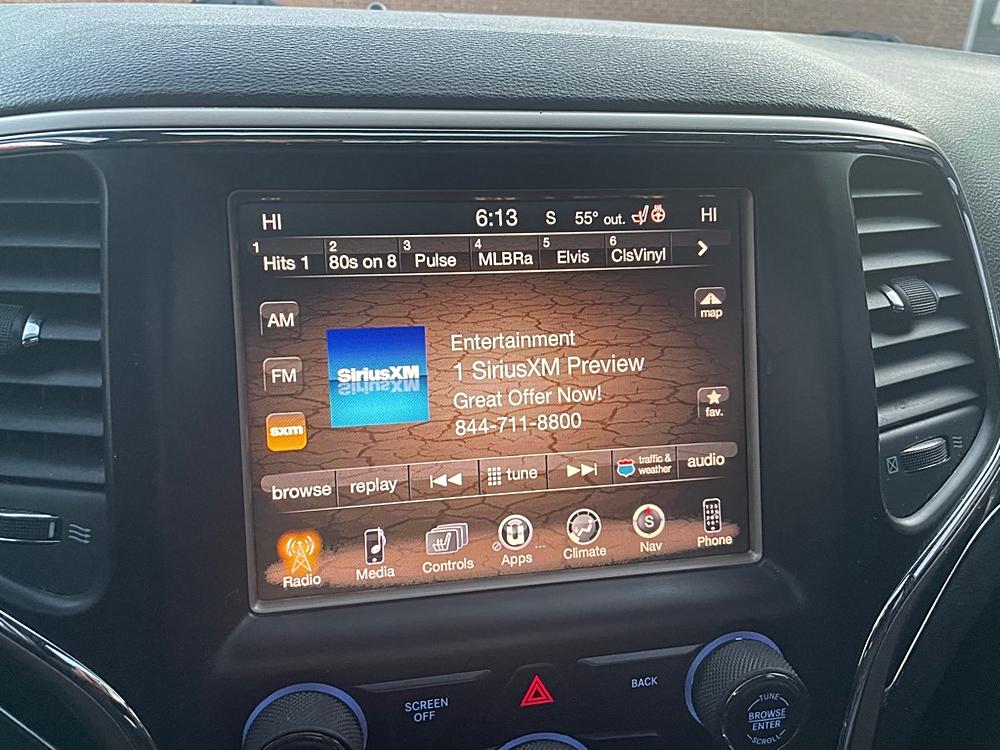 HI 6:13 S 55° out. HI
1 Hits 1 2 80s on 8 3 Pulse 4 MLBRa 5 Elvis 6 ClsVinyl
AM
map
FM
SiriusXM
Entertainment
1 SiriusXM Preview
Great Offer Now!
844-711-8800
fav.
sxm
browse replay tune traffic & weather audio
Radio Media Controls Apps ... Climate S Nav Phone
SCREEN
OFF
BACK
TUNE
BROWSE
ENTER
SCROLL